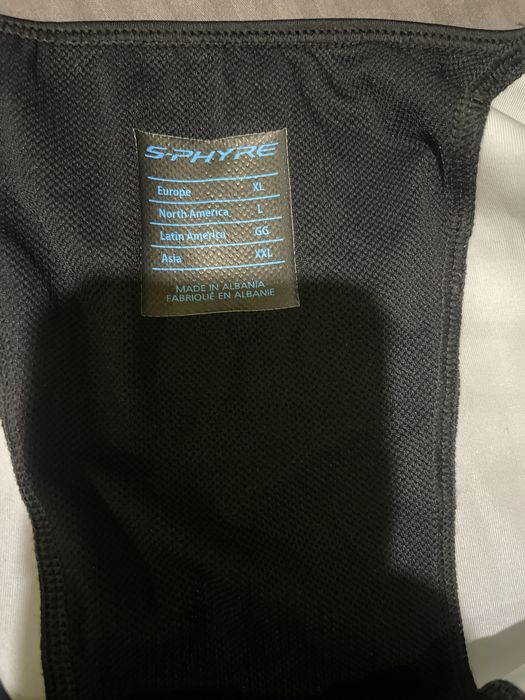 S-PHYRE
Europe XL
North America L
Latin America GG
Asia XXL
MADE IN ALBANIA
FABRIQUÉ EN ALBANIE